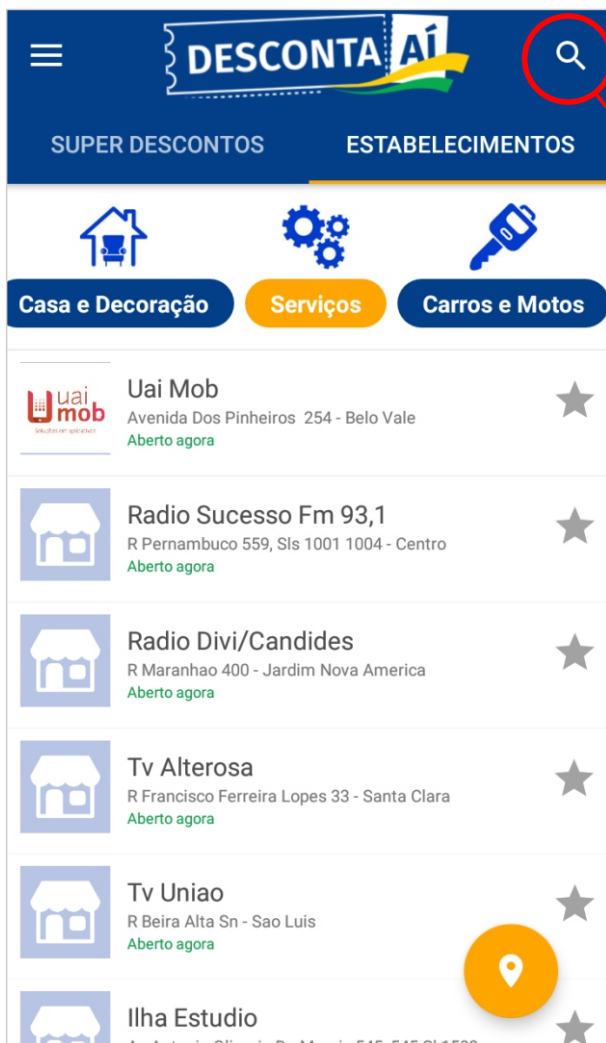 DESCONTA AÍ
SUPER DESCONTOS
ESTABELECIMENTOS
Casa e Decoração
Serviços
Carros e Motos
uai
mob
Uai Mob
Avenida Dos Pinheiros 254 - Belo Vale
Aberto agora
Radio Sucesso Fm 93,1
R Pernambuco 559, Sls 1001 1004 - Centro
Aberto agora
Radio Divi/Candides
R Maranhao 400 - Jardim Nova America
Aberto agora
Tv Alterosa
R Francisco Ferreira Lopes 33 - Santa Clara
Aberto agora
Tv Uniao
R Beira Alta Sn - Sao Luis
Aberto agora
Ilha Estudio